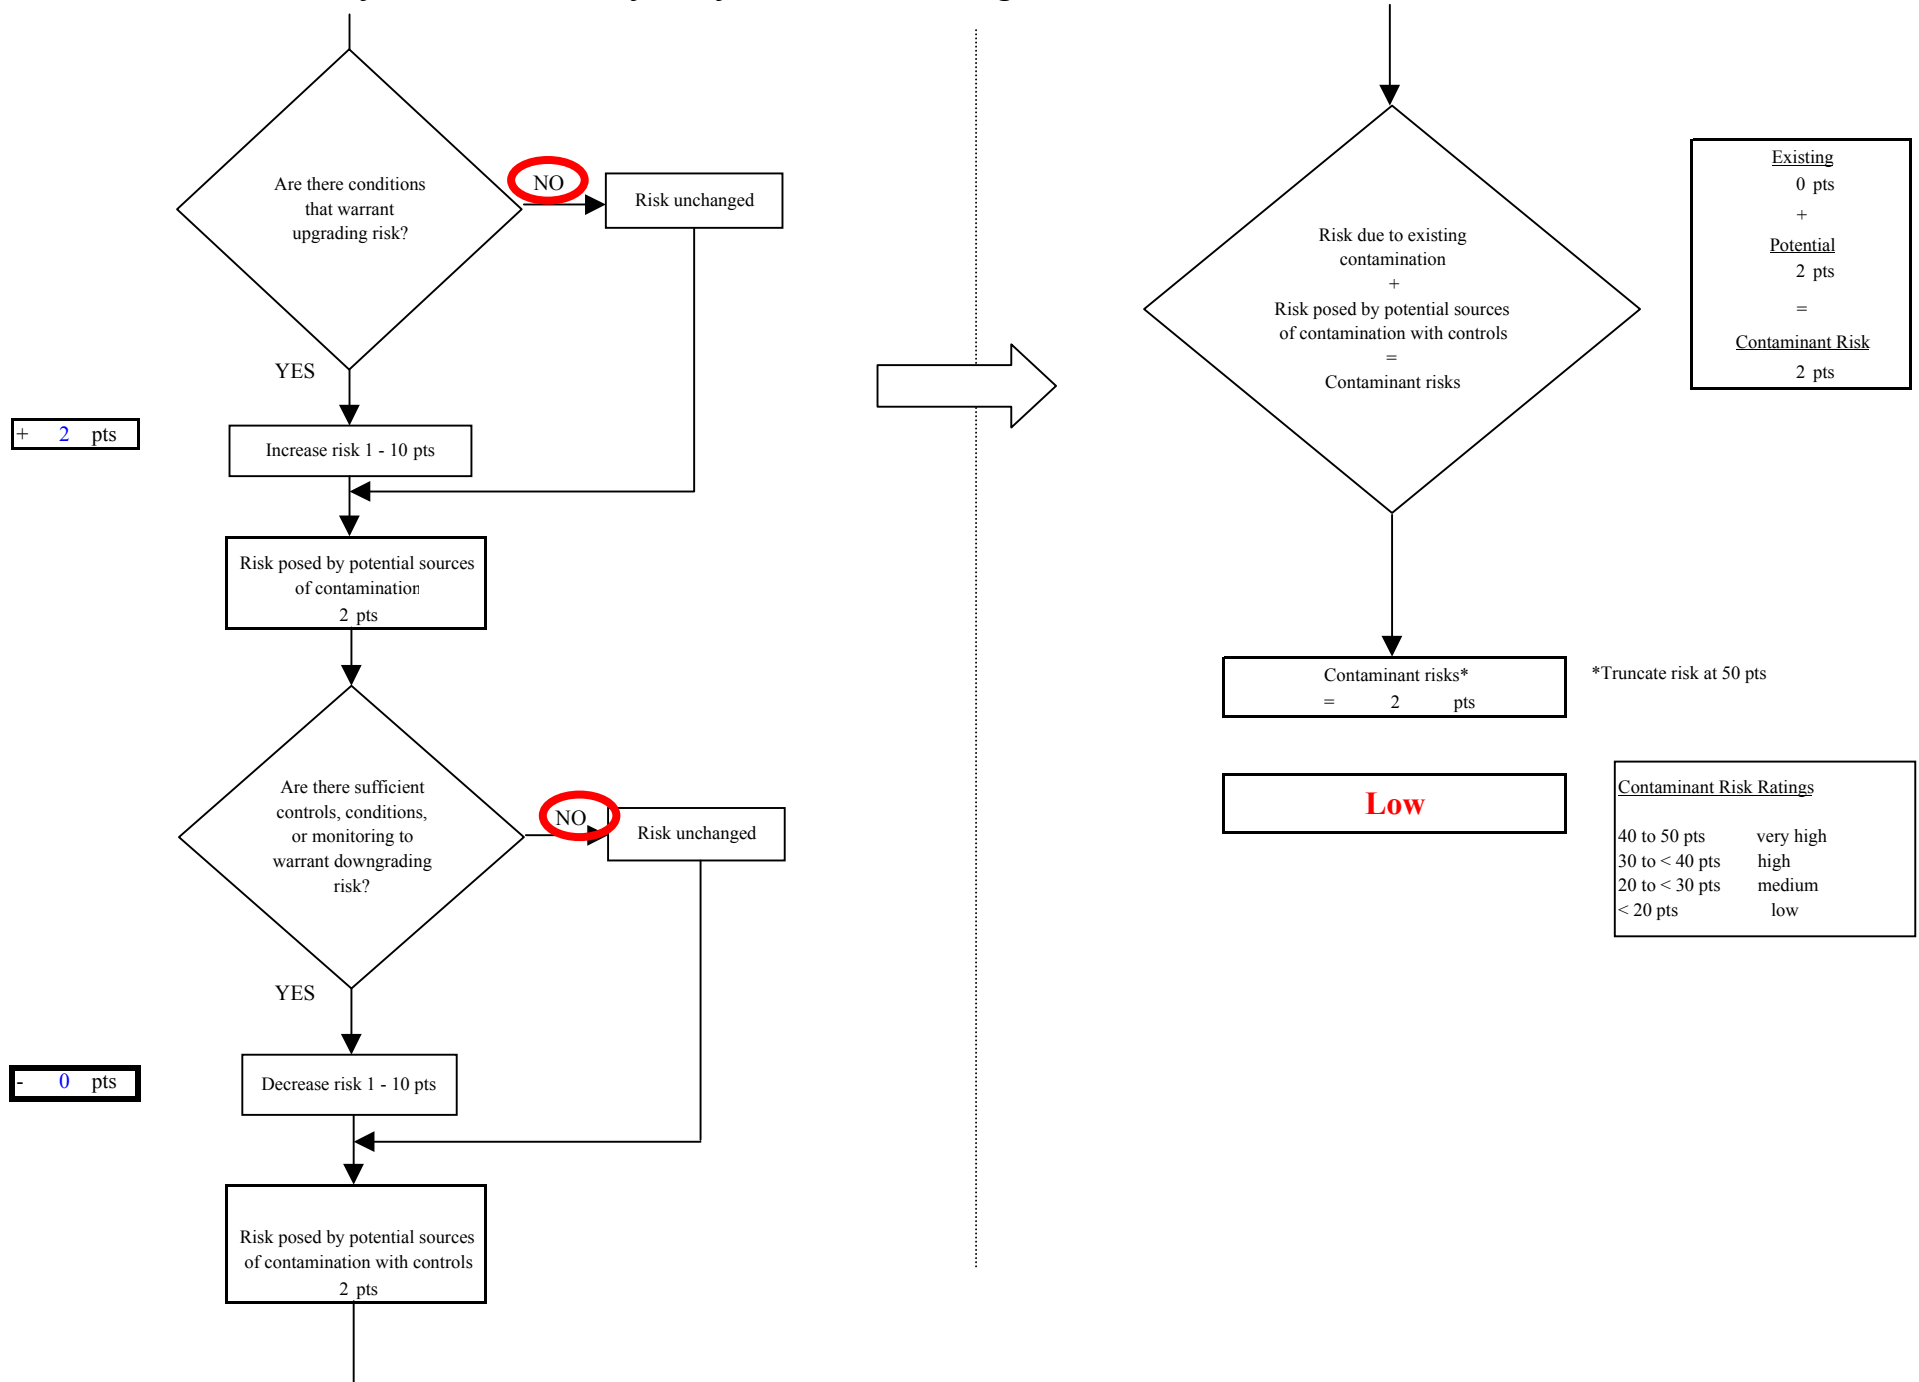 Are there conditions
that warrant
upgrading risk?
NO
Risk unchanged
YES
+ 2 pts
Increase risk 1 - 10 pts
Risk posed by potential sources
of contamination
2 pts
Are there sufficient
controls, conditions,
or monitoring to
warrant downgrading
risk?
NO
Risk unchanged
YES
- 0 pts
Decrease risk 1 - 10 pts
Risk posed by potential sources
of contamination with controls
2 pts
Risk due to existing
contamination
+
Risk posed by potential sources
of contamination with controls
=
Contaminant risks
Existing
0 pts
+
Potential
2 pts
=
Contaminant Risk
2 pts
Contaminant risks*
= 2 pts
*Truncate risk at 50 pts
Low
Contaminant Risk Ratings
40 to 50 pts very high
30 to < 40 pts high
20 to < 30 pts medium
< 20 pts low